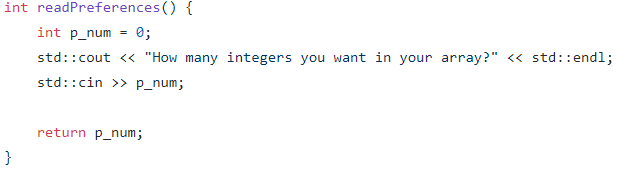 int readPreferences() {
    int p_num = 0;
    std::cout << "How many integers you want in your array?" << std::endl;
    std::cin >> p_num;

    return p_num;
}